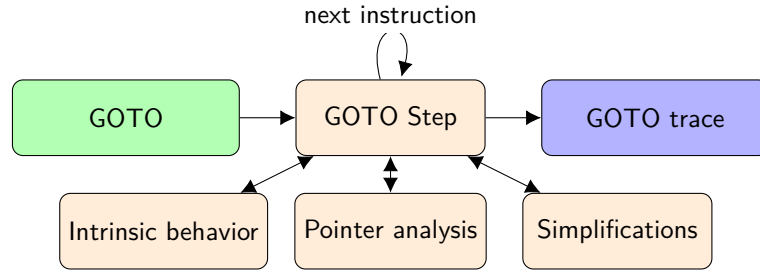 next instruction
GOTO
GOTO Step
GOTO trace
Intrinsic behavior
Pointer analysis
Simplifications